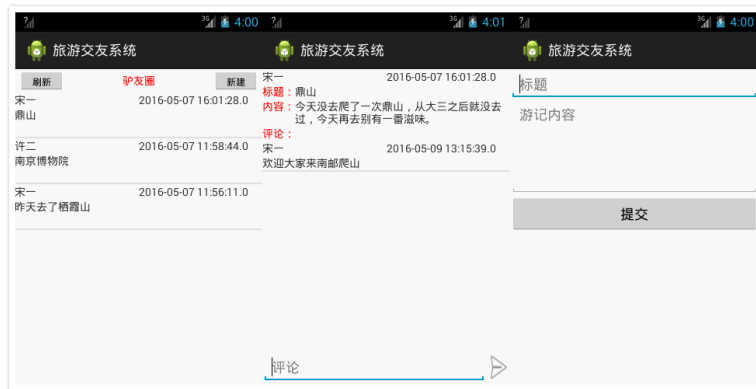 3G 4:00
旅游交友系统
刷新 驴友圈 新建
宋一 2016-05-07 16:01:28.0
鼎山
许二 2016-05-07 11:58:44.0
南京博物院
宋一 2016-05-07 11:56:11.0
昨天去了栖霞山
3G 4:01
旅游交友系统
宋一 2016-05-07 16:01:28.0
标题：鼎山
内容：今天没去爬了一次鼎山，从大三之后就没去
过，今天再去别有一番滋味。
评论：
宋一 2016-05-09 13:15:39.0
欢迎大家来南邮爬山
评论
3G 4:00
旅游交友系统
标题
游记内容
提交